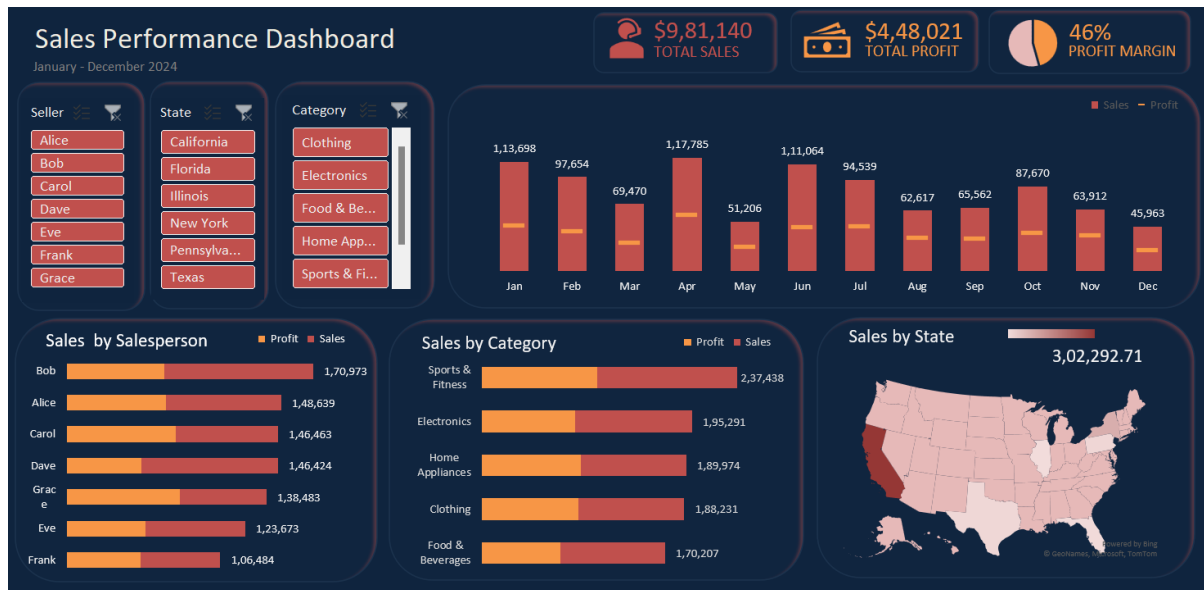 Sales Performance Dashboard
January - December 2024
$9,81,140
TOTAL SALES
$4,48,021
TOTAL PROFIT
46%
PROFIT MARGIN
Seller
Alice
Bob
Carol
Dave
Eve
Frank
Grace
State
California
Florida
Illinois
New York
Pennsylva...
Texas
Category
Clothing
Electronics
Food & Be...
Home App...
Sports & Fi...
Sales Profit
1,13,698
97,654
69,470
1,17,785
51,206
1,11,064
94,539
62,617
65,562
87,670
63,912
45,963
Jan Feb Mar Apr May Jun Jul Aug Sep Oct Nov Dec
Sales by Salesperson
Profit Sales
Bob 1,70,973
Alice 1,48,639
Carol 1,46,463
Dave 1,46,424
Grac
e
1,38,483
Eve 1,23,673
Frank 1,06,484
Sales by Category
Profit Sales
Sports &
Fitness
2,37,438
Electronics 1,95,291
Home
Appliances
1,89,974
Clothing 1,88,231
Food &
Beverages
1,70,207
Sales by State
3,02,292.71
Powered by Bing
© GeoNames, Microsoft, TomTom